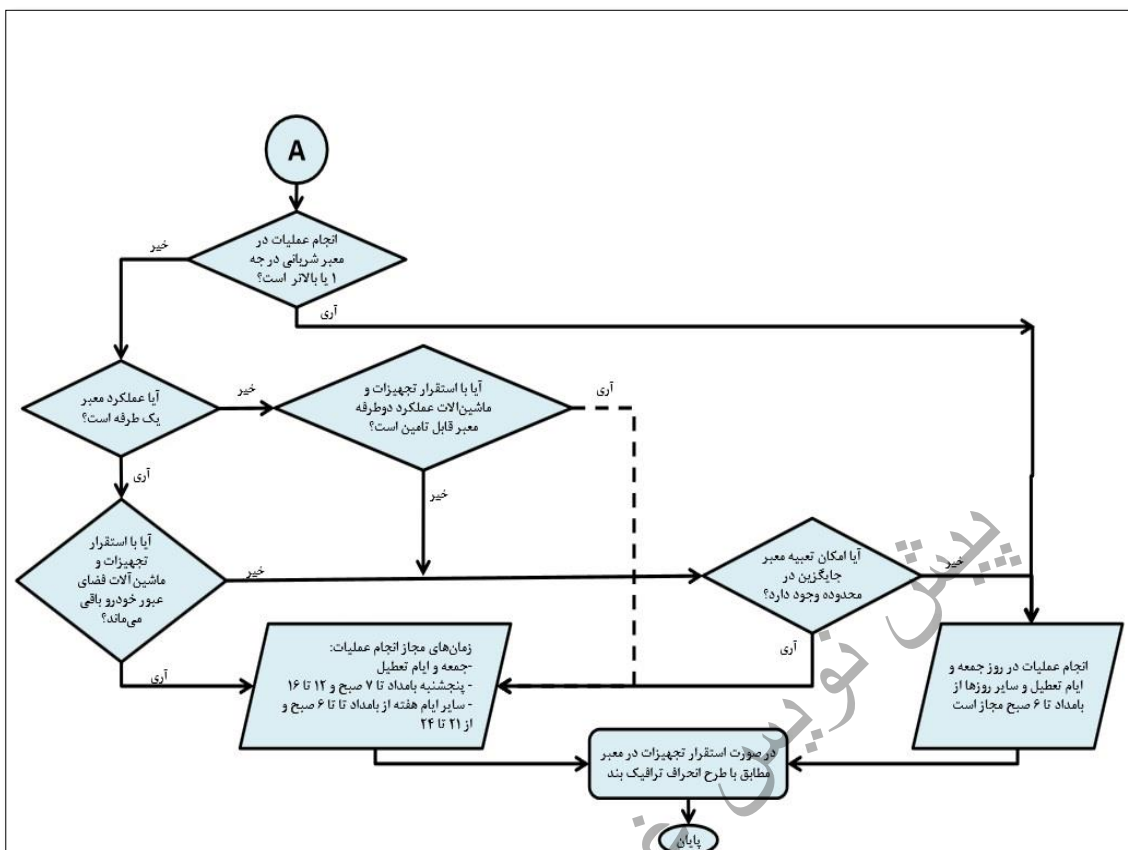 A
انجام عملیات در
معبر شریانی درجه
۱ یا بالاتر است؟
خیر
آری
آیا عملکرد معبر
یک طرفه است؟
خیر
آیا با استقرار تجهیزات و
ماشین‌آلات عملکرد دوطرفه
معبر قابل تامین است؟
آری
آری
خیر
آیا با استقرار
تجهیزات و
ماشین‌آلات فضای
عبور خودرو باقی
می‌ماند؟
خیر
آیا امکان تعبیه معبر
جایگزین در
محدوده وجود دارد؟
خیر
آری
آری
زمان‌های مجاز انجام عملیات:
-جمعه و ایام تعطیل
- پنجشنبه بامداد تا ۷ صبح و ۱۲ تا ۱۶
- سایر ایام هفته از بامداد تا تا ۶ صبح و
از ۲۱ تا ۲۴
انجام عملیات در روز جمعه و
ایام تعطیل و سایر روزها از
بامداد تا ۶ صبح مجاز است
در صورت استقرار تجهیزات در معبر
مطابق با طرح انحراف ترافیک بند
پایان
پیش نویس